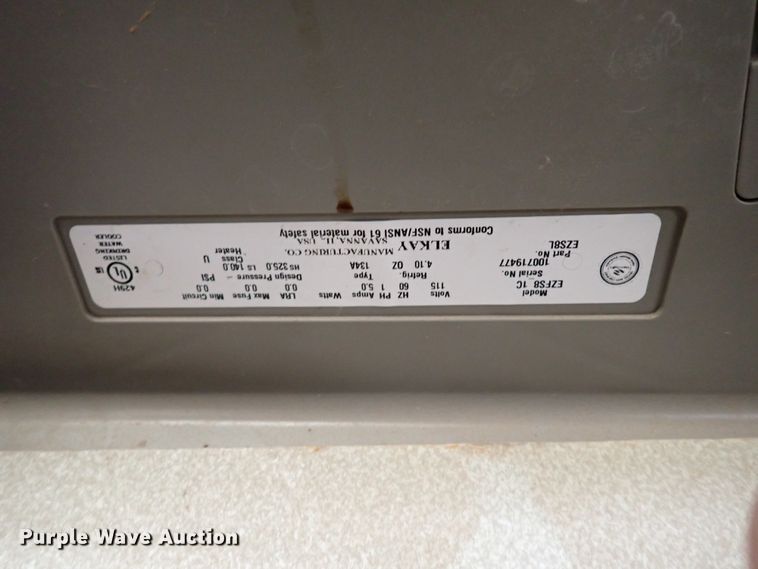 Model Volts HZ PH Amps Watts LRA Max Fuse Min Circuit
EZFS8 1C 115 60 1 5.0 0.0 0.0 0.0
Serial No. Refrig. Type Design Pressure – PSI
100719477 4.10 OZ 134A HS 325.0 LS 140.0
Part No.
EZS8L
ELKAY MANUFACTURING CO.
SAVANNA, IL, USA
Class U
Heater
Conforms to NSF/ANSI 61 for material safety
429H
UL
LISTED
DRINKING
WATER
COOLER
Purple Wave Auction